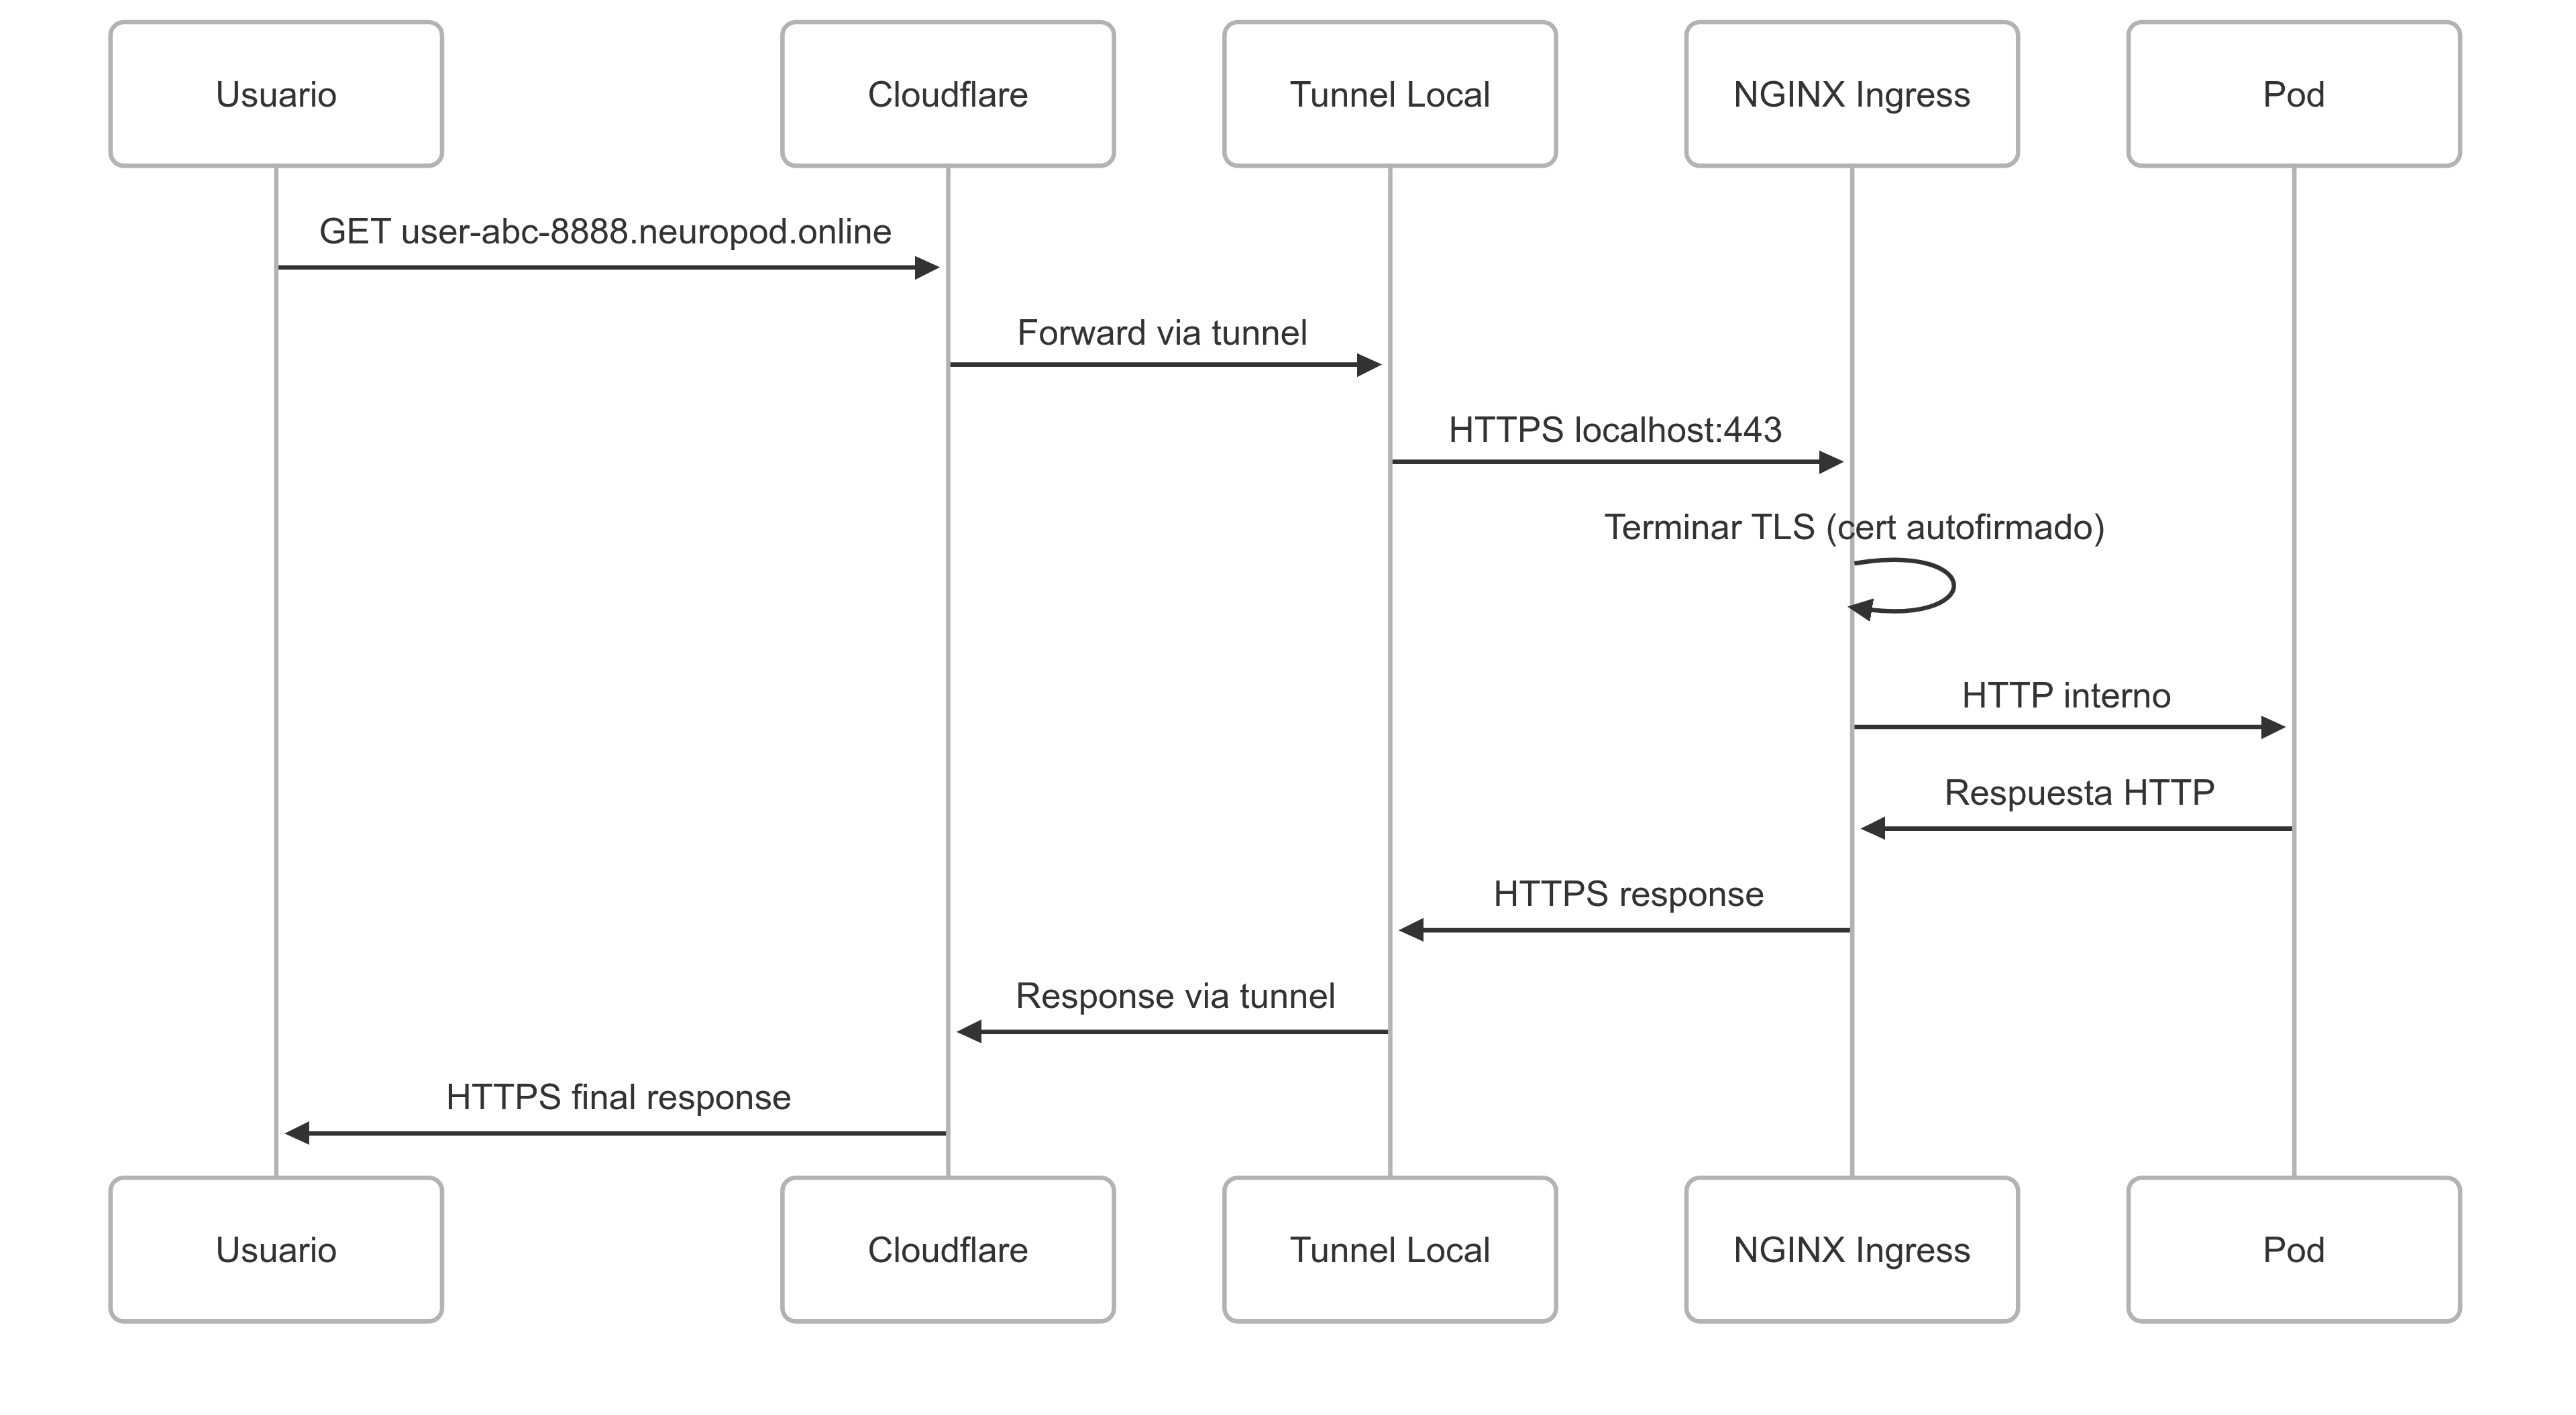 Usuario
Cloudflare
Tunnel Local
NGINX Ingress
Pod
GET user-abc-8888.neuropod.online
Forward via tunnel
HTTPS localhost:443
Terminar TLS (cert autofirmado)
HTTP interno
Respuesta HTTP
HTTPS response
Response via tunnel
HTTPS final response
Usuario
Cloudflare
Tunnel Local
NGINX Ingress
Pod